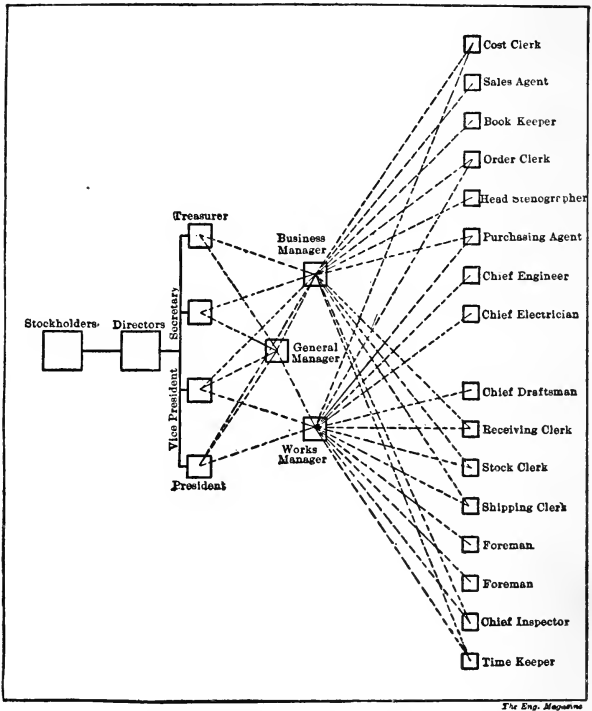 Cost Clerk
Sales Agent
Book Keeper
Order Clerk
Head Stenographer
Purchasing Agent
Chief Engineer
Chief Electrician
Chief Draftsman
Receiving Clerk
Stock Clerk
Shipping Clerk
Foreman
Foreman
Chief Inspector
Time Keeper
Treasurer
Business
Manager
Secretary
Stockholders
Directors
General
Manager
Vice President
Works
Manager
President
The Eng. Magazine